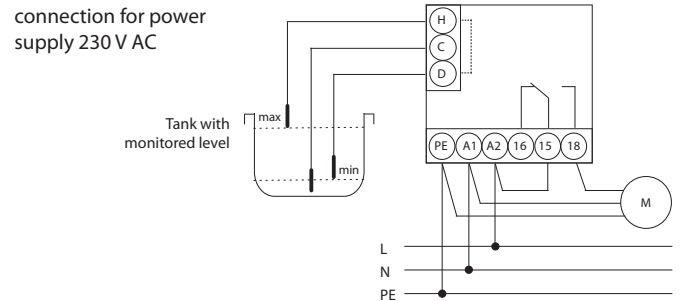 connection for power
supply 230 V AC
H
C
D
Tank with
monitored level
max
min
PE A1 A2 16 15 18
M
L
N
PE